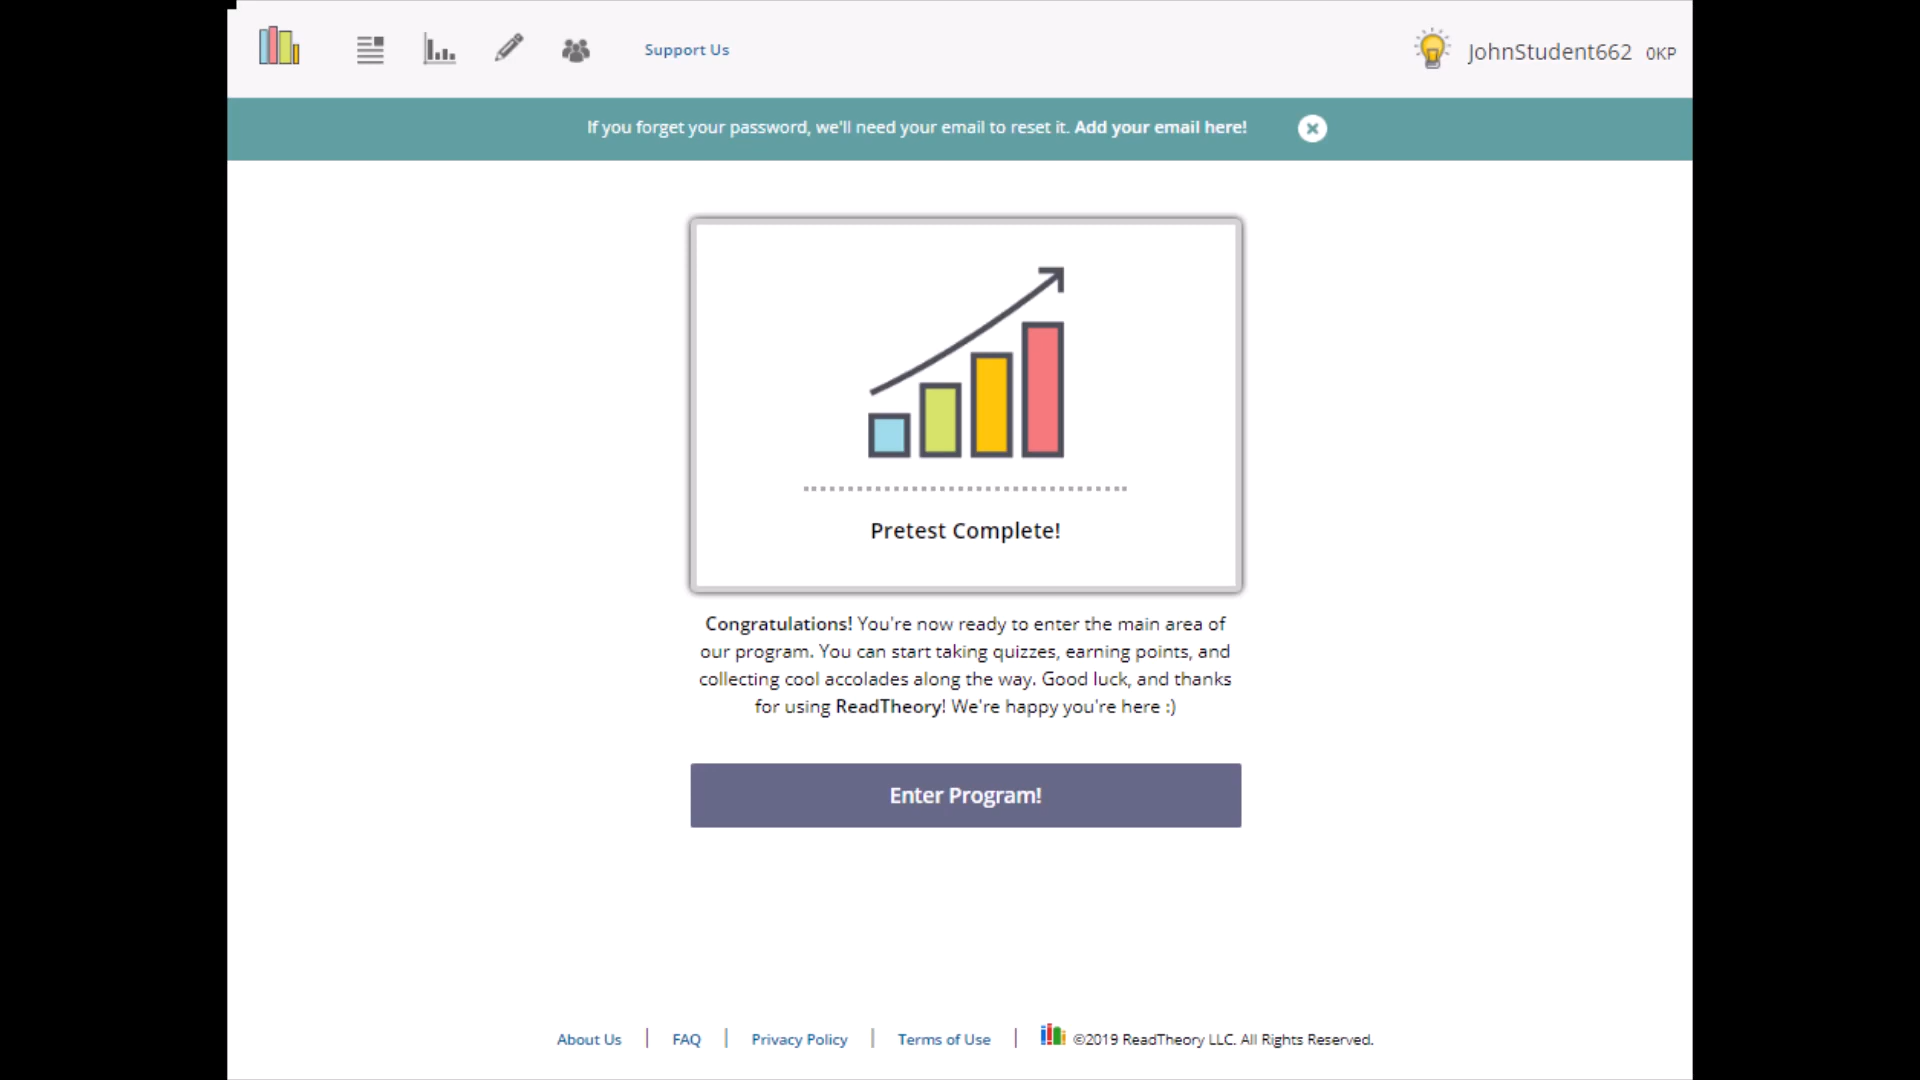 Support Us
JohnStudent662 0KP
If you forget your password, we'll need your email to reset it. Add your email here!
Pretest Complete!
Congratulations! You're now ready to enter the main area of
our program. You can start taking quizzes, earning points, and
collecting cool accolades along the way. Good luck, and thanks
for using ReadTheory! We're happy you're here :)
Enter Program!
About Us | FAQ | Privacy Policy | Terms of Use | ©2019 ReadTheory LLC. All Rights Reserved.